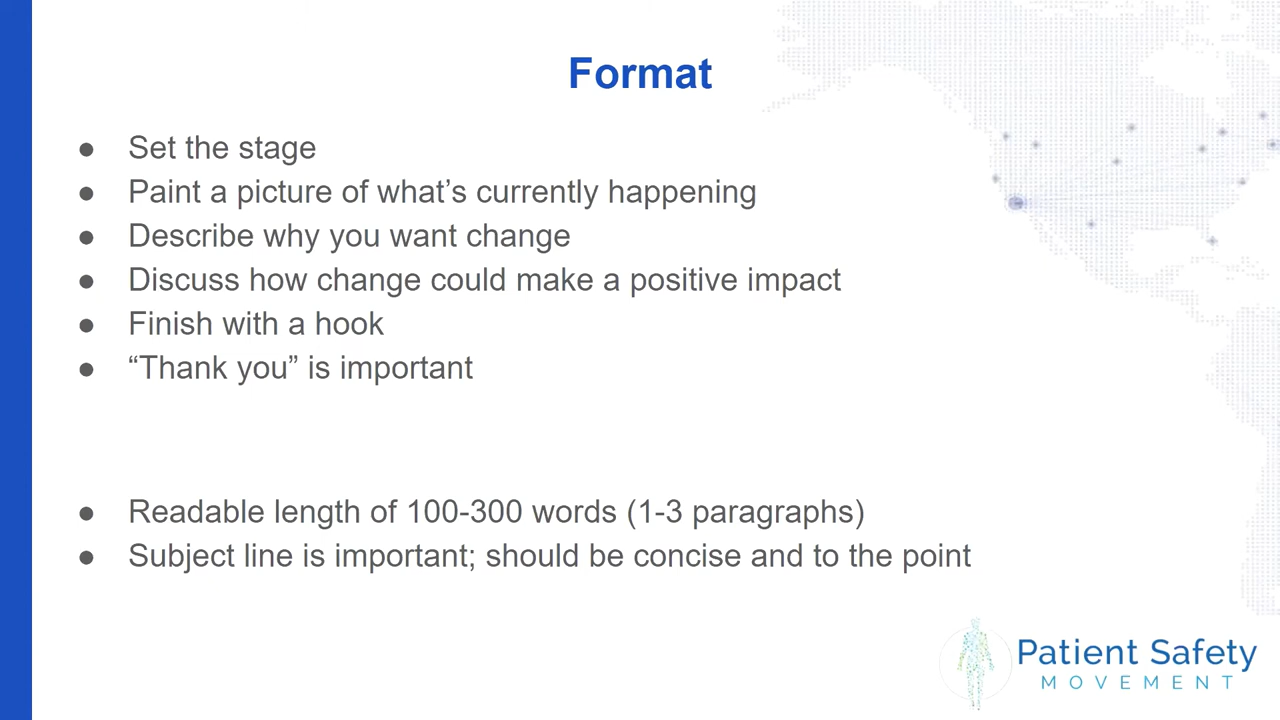 Format
● Set the stage
● Paint a picture of what’s currently happening
● Describe why you want change
● Discuss how change could make a positive impact
● Finish with a hook
● “Thank you” is important
● Readable length of 100-300 words (1-3 paragraphs)
● Subject line is important; should be concise and to the point
Patient Safety
MOVEMENT